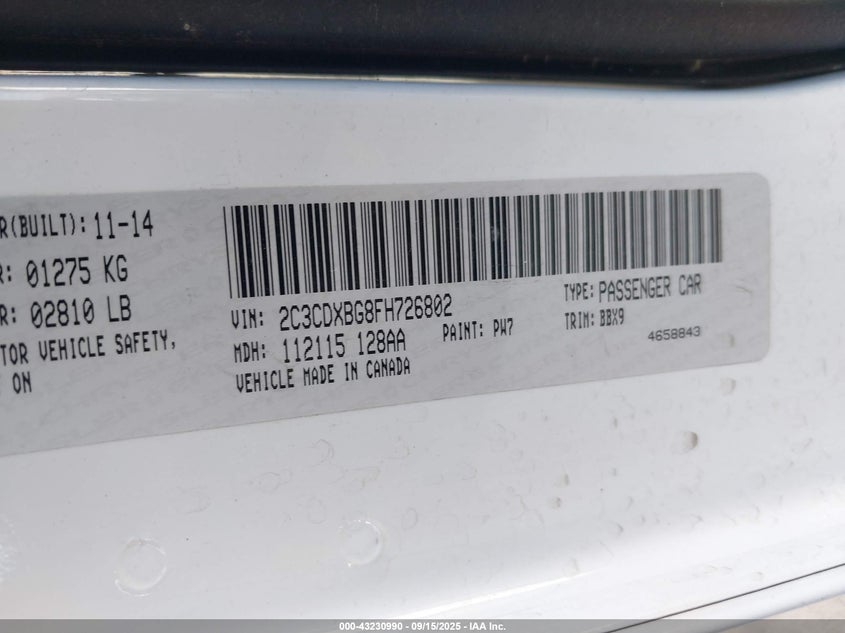 R(BUILT): 11-14
R: 01275 KG
R: 02810 LB
TOR VEHICLE SAFETY,
ON
VIN: 2C3CDXBG8FH726802
TYPE: PASSENGER CAR
MDH: 112115 128AA
PAINT: PW7
TRIM: BBX9
VEHICLE MADE IN CANADA
4658843
000-43230990 - 09/15/2025 - IAA Inc.